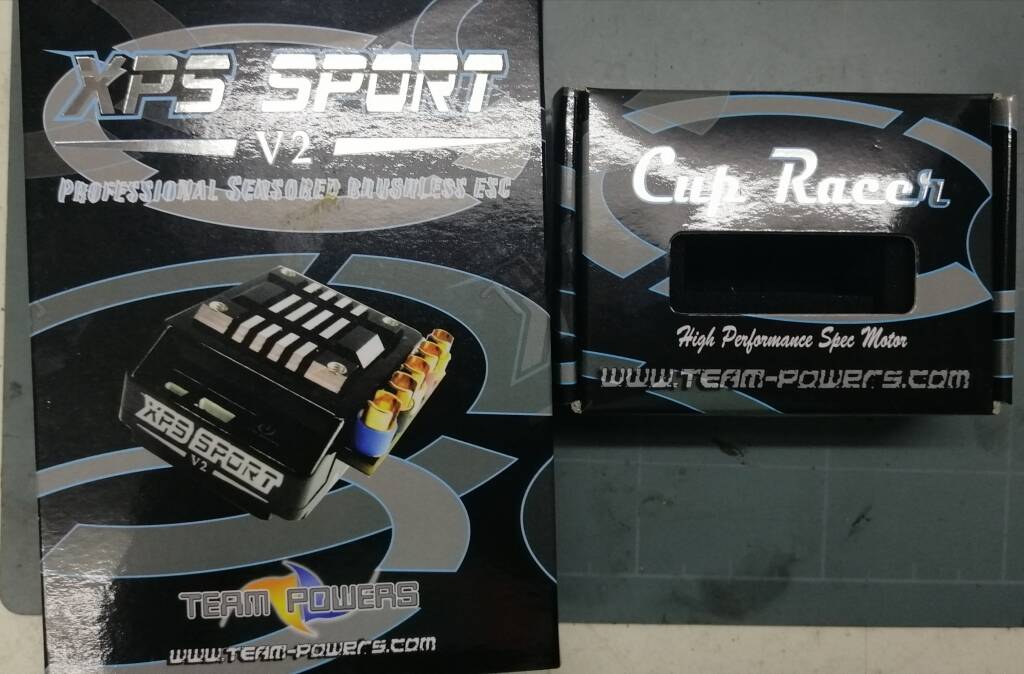 XPS SPORT
V2
PROFESSIONAL SENSORED BRUSHLESS ESC
XPS SPORT
V2
TEAM POWERS
WWW.TEAM-POWERS.COM
Cup Racer
High Performance Spec Motor
WWW.TEAM-POWERS.COM